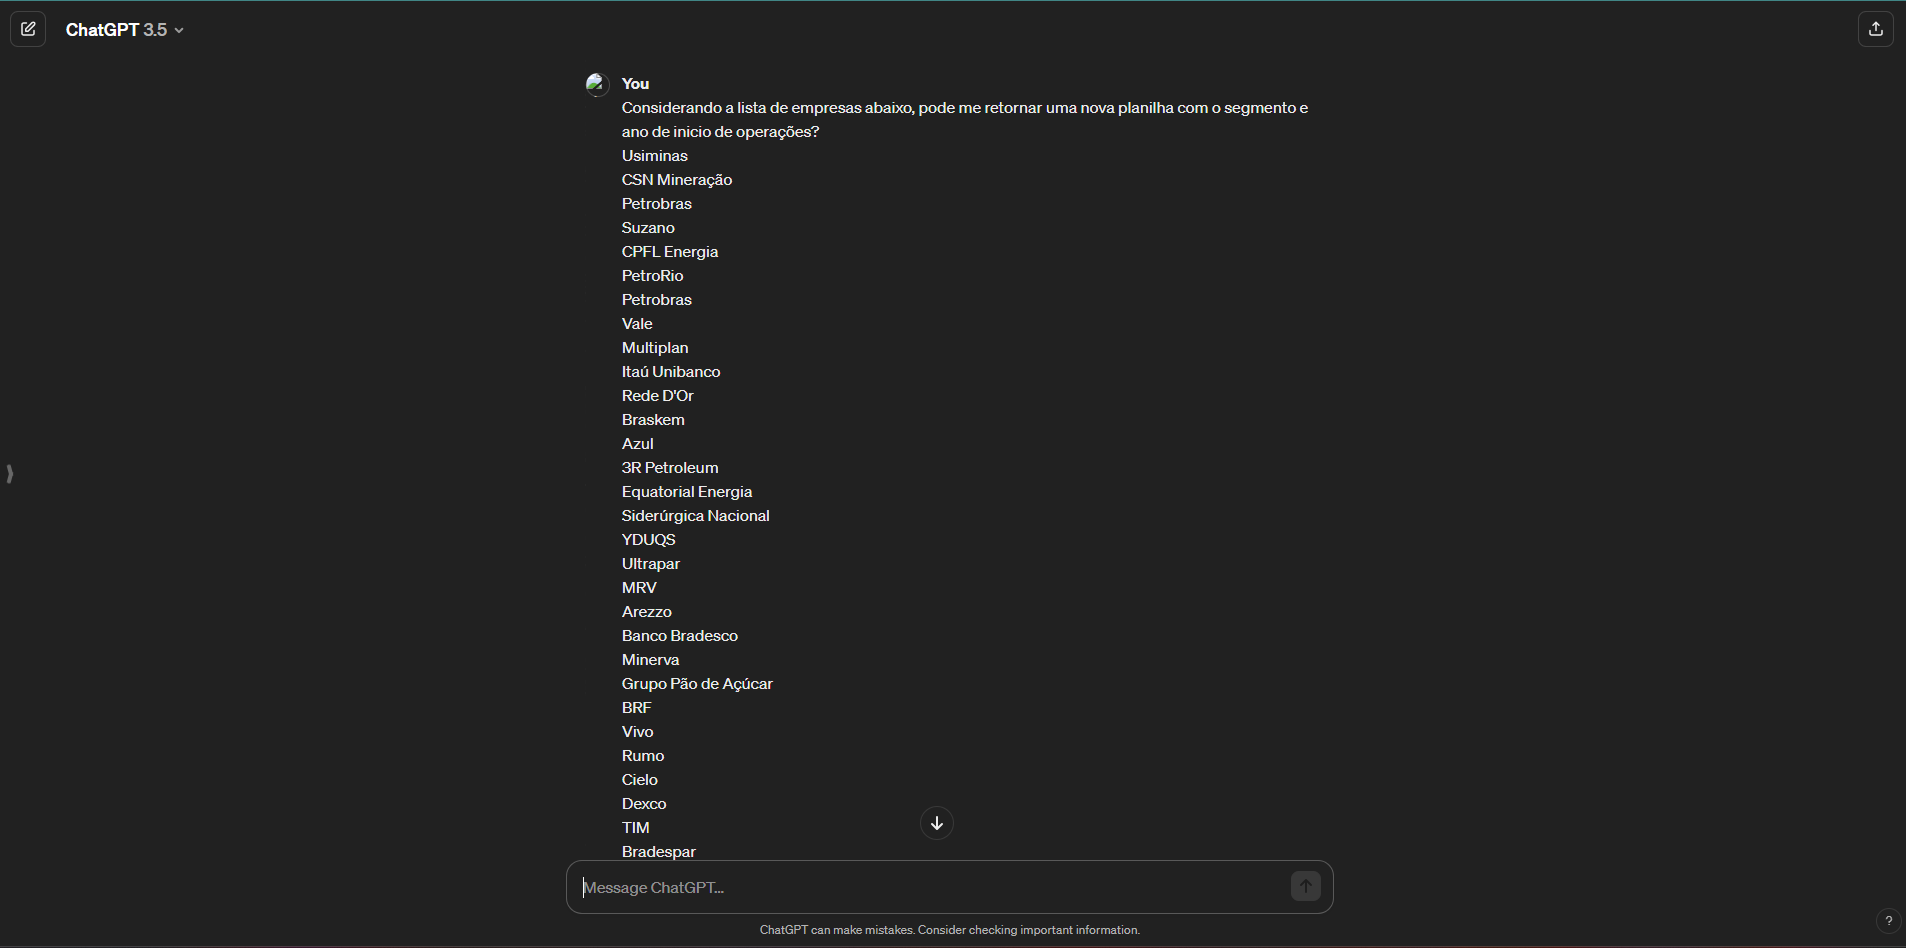 ChatGPT 3.5
You
Considerando a lista de empresas abaixo, pode me retornar uma nova planilha com o segmento e
ano de inicio de operações?
Usiminas
CSN Mineração
Petrobras
Suzano
CPFL Energia
PetroRio
Petrobras
Vale
Multiplan
Itaú Unibanco
Rede D'Or
Braskem
Azul
3R Petroleum
Equatorial Energia
Siderúrgica Nacional
YDUQS
Ultrapar
MRV
Arezzo
Banco Bradesco
Minerva
Grupo Pão de Açúcar
BRF
Vivo
Rumo
Cielo
Dexco
TIM
Bradespar
Message ChatGPT...
ChatGPT can make mistakes. Consider checking important information.
?